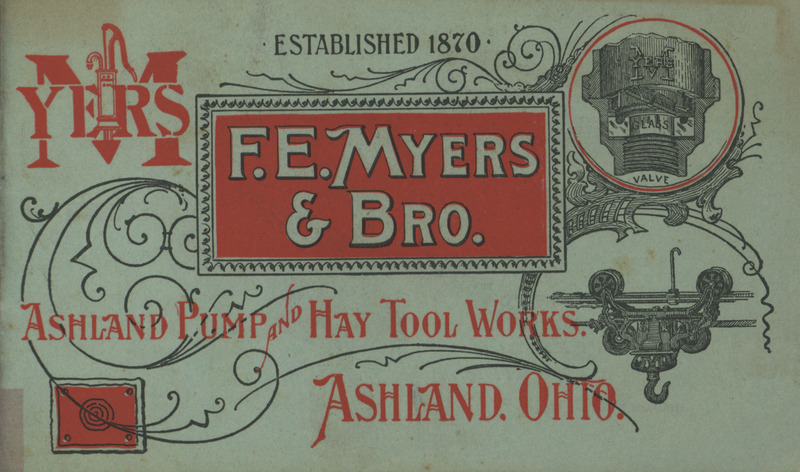 ·ESTABLISHED 1870·
MYERS
F.E. MYERS
& BRO.
MYERS
GLASS
VALVE
ASHLAND PUMP AND HAY TOOL WORKS.
ASHLAND, OHIO.